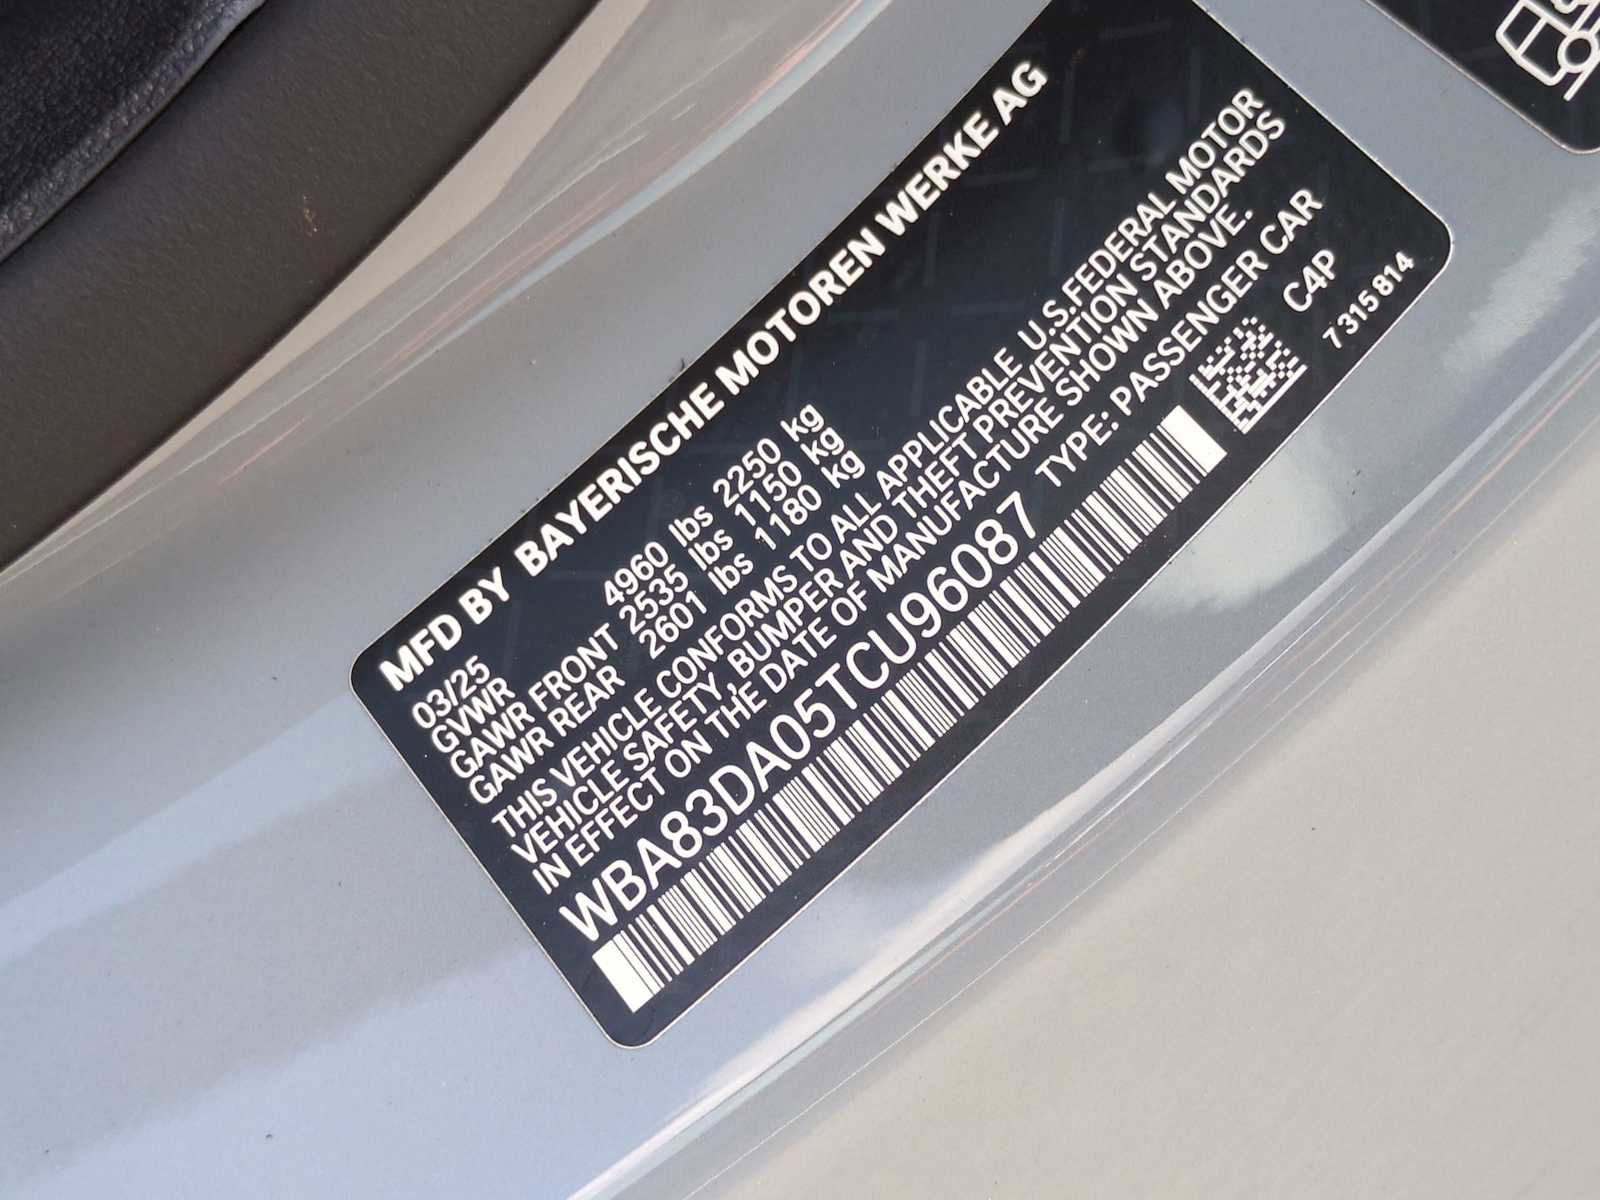 MFD BY BAYERISCHE MOTOREN WERKE AG
03/25
GVWR 4960 lbs 2250 kg
GAWR FRONT 2535 lbs 1150 kg
GAWR REAR 2601 lbs 1180 kg
THIS VEHICLE CONFORMS TO ALL APPLICABLE U.S.FEDERAL MOTOR
VEHICLE SAFETY, BUMPER AND THEFT PREVENTION STANDARDS
IN EFFECT ON THE DATE OF MANUFACTURE SHOWN ABOVE.
WBA83DA05TCU96087 TYPE: PASSENGER CAR
C4P
7 315 814